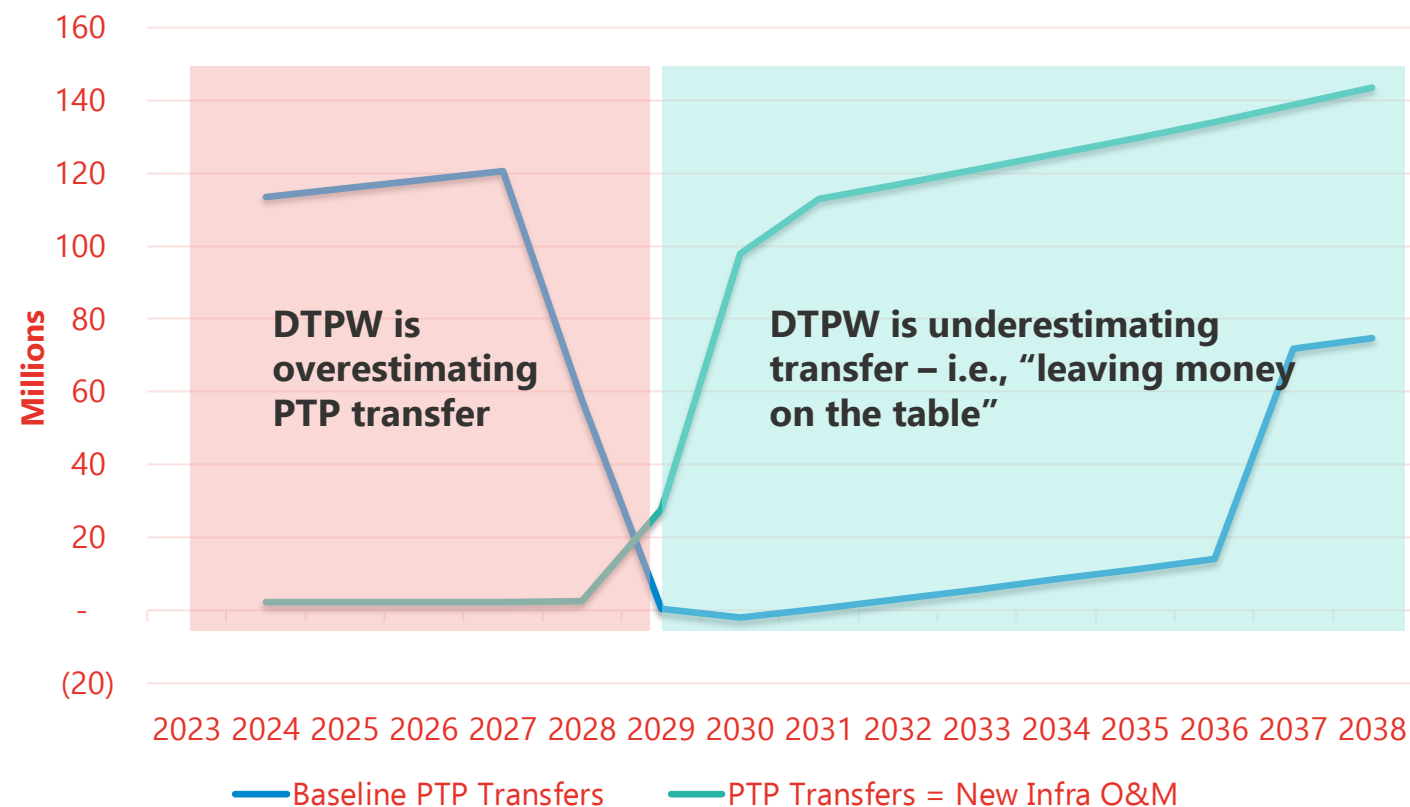 160
140
120
100
80
60
40
20
-
(20)
Millions
DTPW is
overestimating
PTP transfer
DTPW is underestimating
transfer – i.e., “leaving money
on the table”
2023 2024 2025 2026 2027 2028 2029 2030 2031 2032 2033 2034 2035 2036 2037 2038
Baseline PTP Transfers PTP Transfers = New Infra O&M